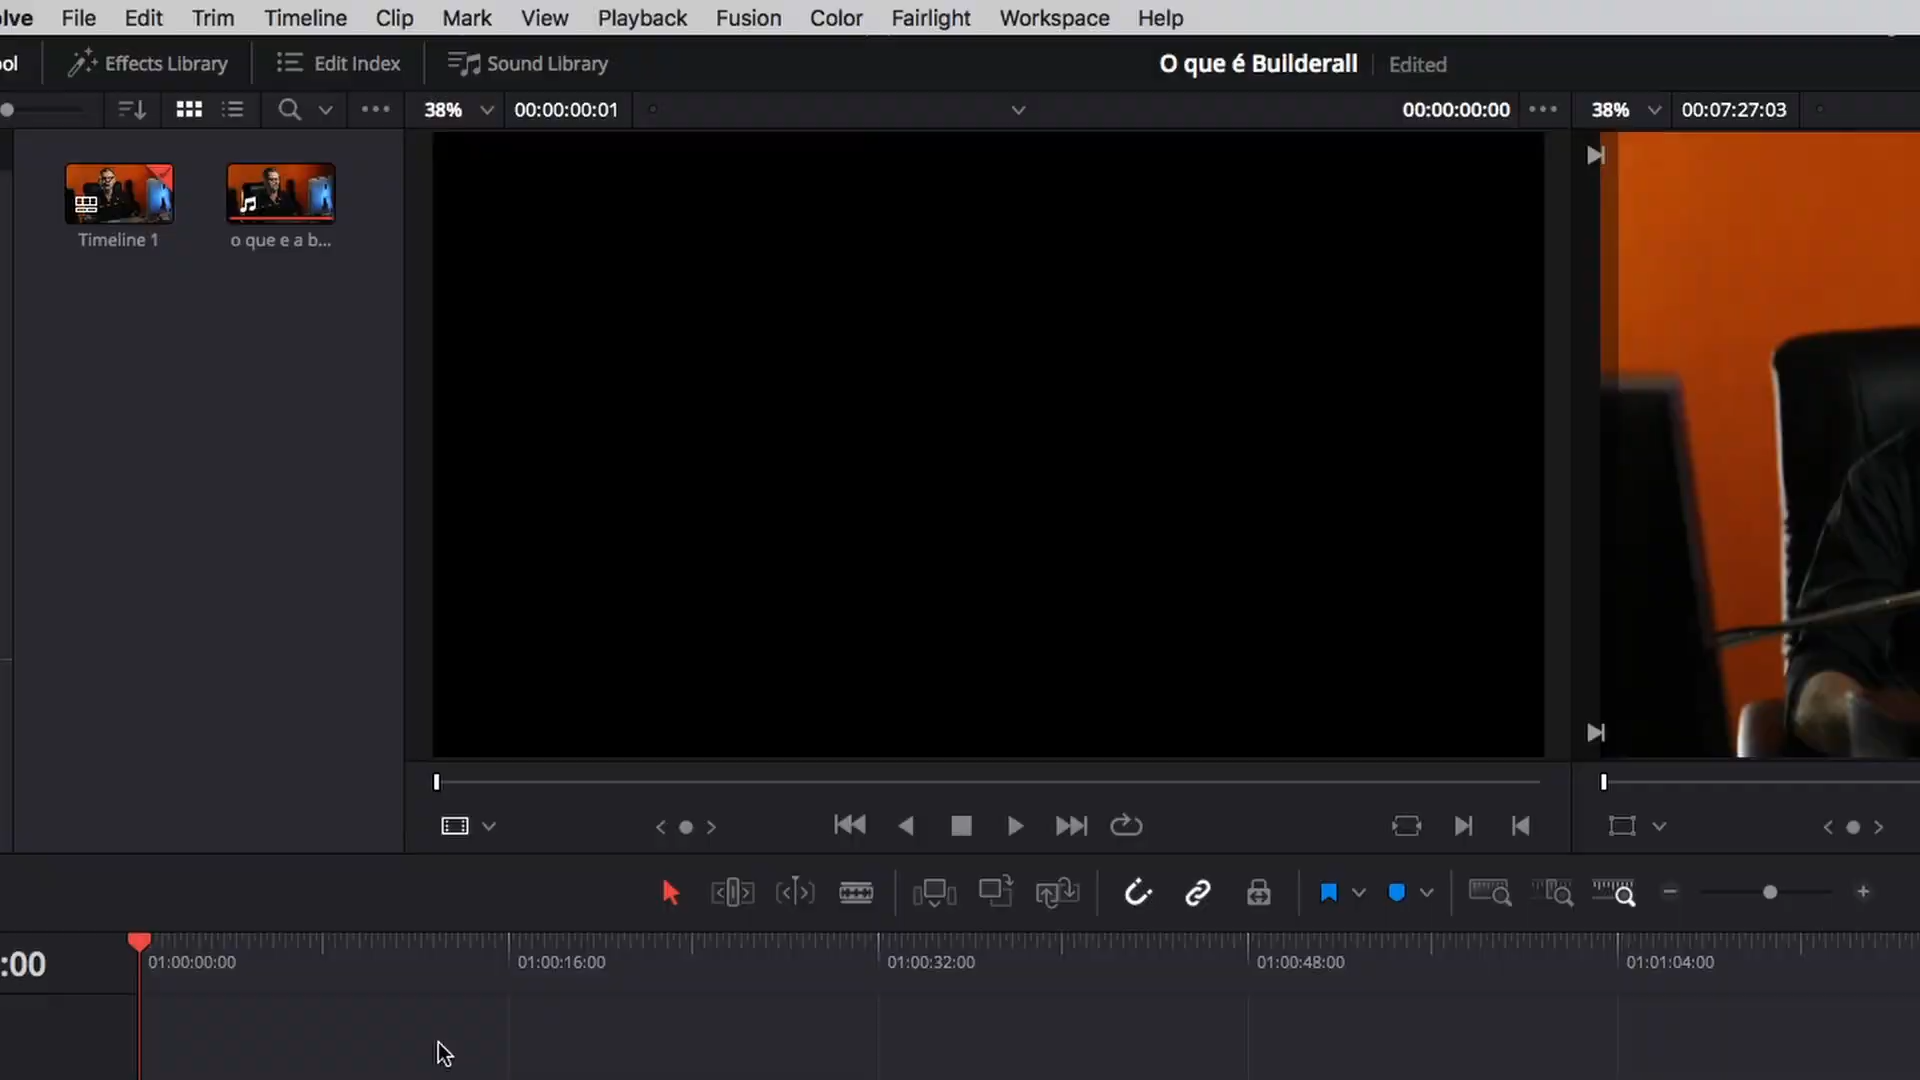 olve File Edit Trim Timeline Clip Mark View Playback Fusion Color Fairlight Workspace Help
ool Effects Library Edit Index Sound Library O que é Builderall Edited
38% 00:00:00:01 00:00:00:00 38% 00:07:27:03
Timeline 1 o que e a b...
:00 01:00:00:00 01:00:16:00 01:00:32:00 01:00:48:00 01:01:04:00